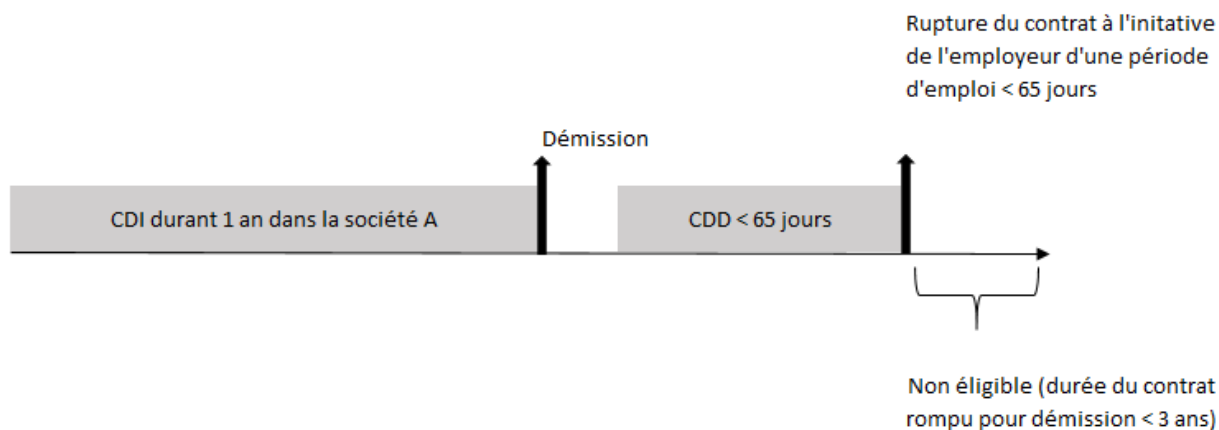 Rupture du contrat à l'initative
de l'employeur d'une période
d'emploi < 65 jours
Démission
CDI durant 1 an dans la société A
CDD < 65 jours
Non éligible (durée du contrat
rompu pour démission < 3 ans)